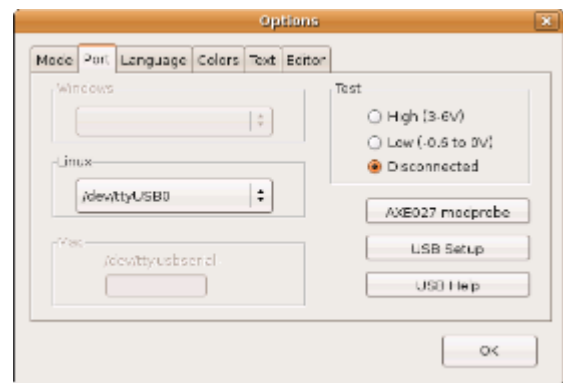 Options
Mode Port Language Colors Text Editor
Windows
Test
High (3-6V)
Low (-0.6 to 0V)
Disconnected
Linux
/dev/ttyUSB0
AXE027 modprobe
USB Setup
USB Help
Mac
/dev/tty.usbserial
OK